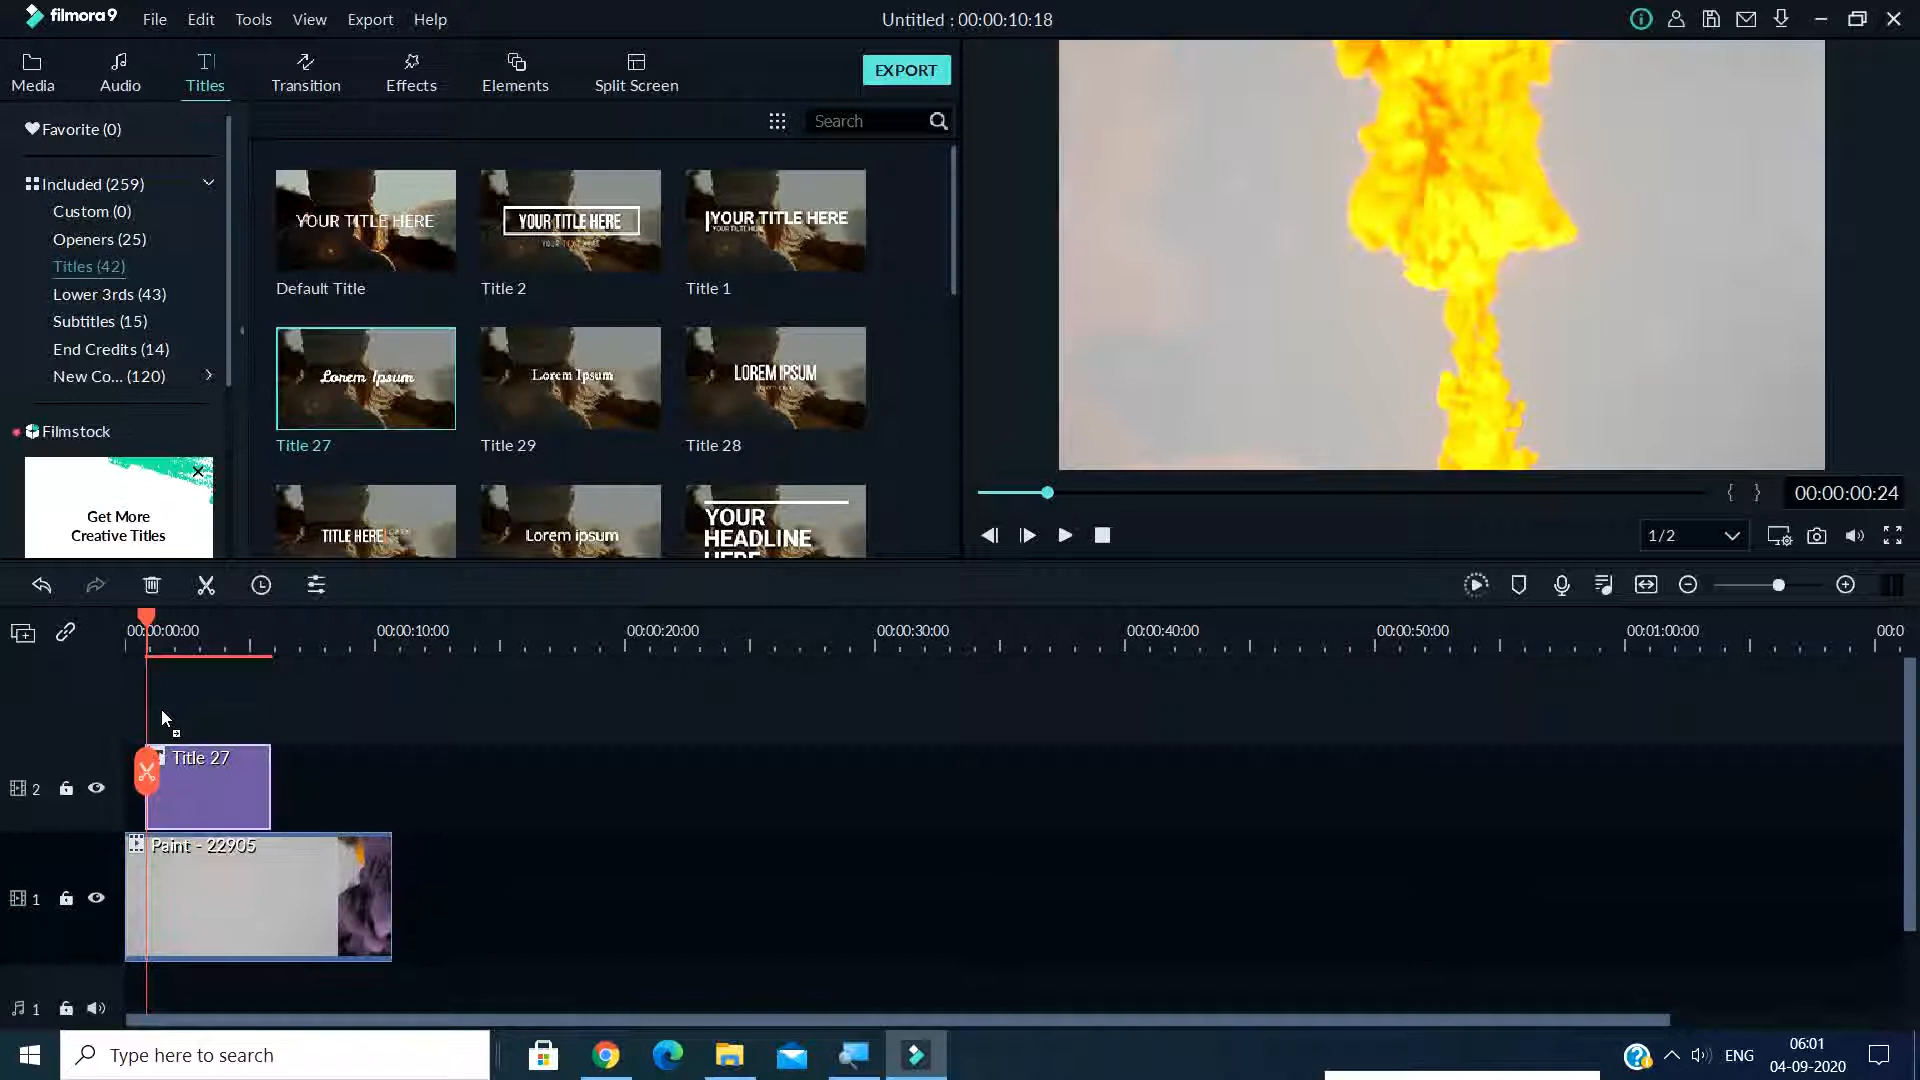 filmora9
File Edit Tools View Export Help
Untitled : 00:00:10:18
Media Audio Titles Transition Effects Elements Split Screen
EXPORT
Favorite (0)
Search
Included (259)
Custom (0)
Openers (25)
Titles (42)
Lower 3rds (43)
Subtitles (15)
End Credits (14)
New Co... (120)
Filmstock
Get More
Creative Titles
YOUR TITLE HERE
Default Title
YOUR TITLE HERE
Title 2
YOUR TITLE HERE
Title 1
Lorem Ipsum
Title 27
Lorem Ipsum
Title 29
LOREM IPSUM
Title 28
TITLE HERE
Lorem ipsum
YOUR
HEADLINE
HERE
{ } 00:00:00:24
1/2
00:00:00:00 00:00:10:00 00:00:20:00 00:00:30:00 00:00:40:00 00:00:50:00 00:01:00:00 00:0
Title 27
2
Paint - 22905
1
1
Type here to search
ENG
06:01
04-09-2020